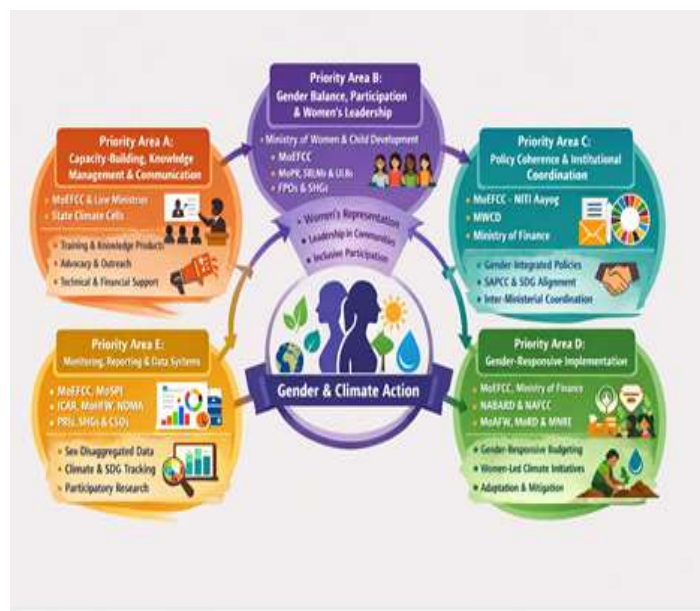 Priority Area B:
Gender Balance, Participation
& Women's Leadership
Ministry of Women & Child Development
MoEFCC
MoPR, SRLMs & ULBs
FPOs & SHGs
Women's Representation
Leadership in Communities
Inclusive Participation
Priority Area A:
Capacity-Building, Knowledge
Management & Communication
MoEFCC & Line Ministries
State Climate Cells
Training & Knowledge Products
Advocacy & Outreach
Technical & Financial Support
Priority Area C:
Policy Coherence & Institutional
Coordination
MoEFCC - NITI Aayog
MWCD
Ministry of Finance
Gender-Integrated Policies
SAPCC & SDG Alignment
Inter-Ministerial Coordination
Priority Area E:
Monitoring, Reporting & Data Systems
MoEFCC, MoSPI
ICAR, MoHFW, NDMA
PRIs, SHGs & CSOs
Sex Disaggregated Data
Climate & SDG Tracking
Participatory Research
Gender & Climate Action
Priority Area D:
Gender-Responsive Implementation
MoEFCC, Ministry of Finance
NABARD & NAFCC
MoAFW, MoRD & MNRE
Gender-Responsive Budgeting
Women-Led Climate Initiatives
Adaptation & Mitigation